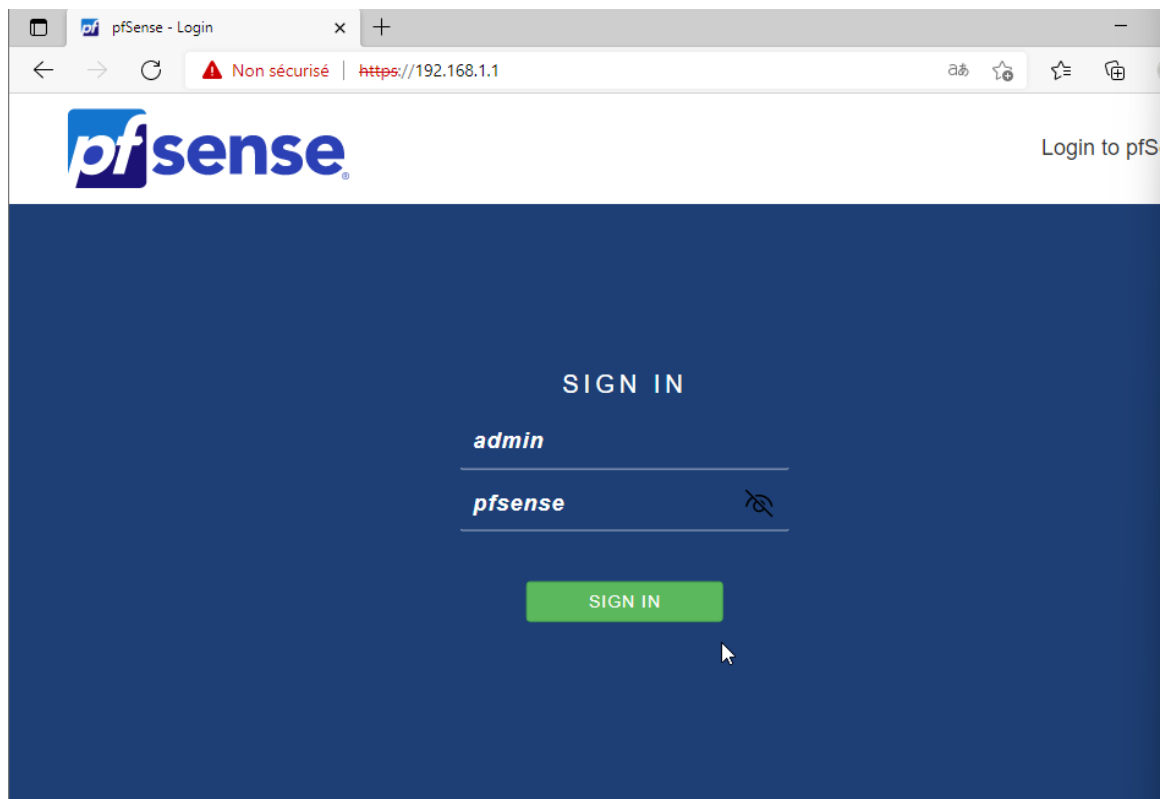 pfSense - Login
Non sécurisé | https://192.168.1.1
pfsense
Login to pfS
SIGN IN
admin
pfsense
SIGN IN